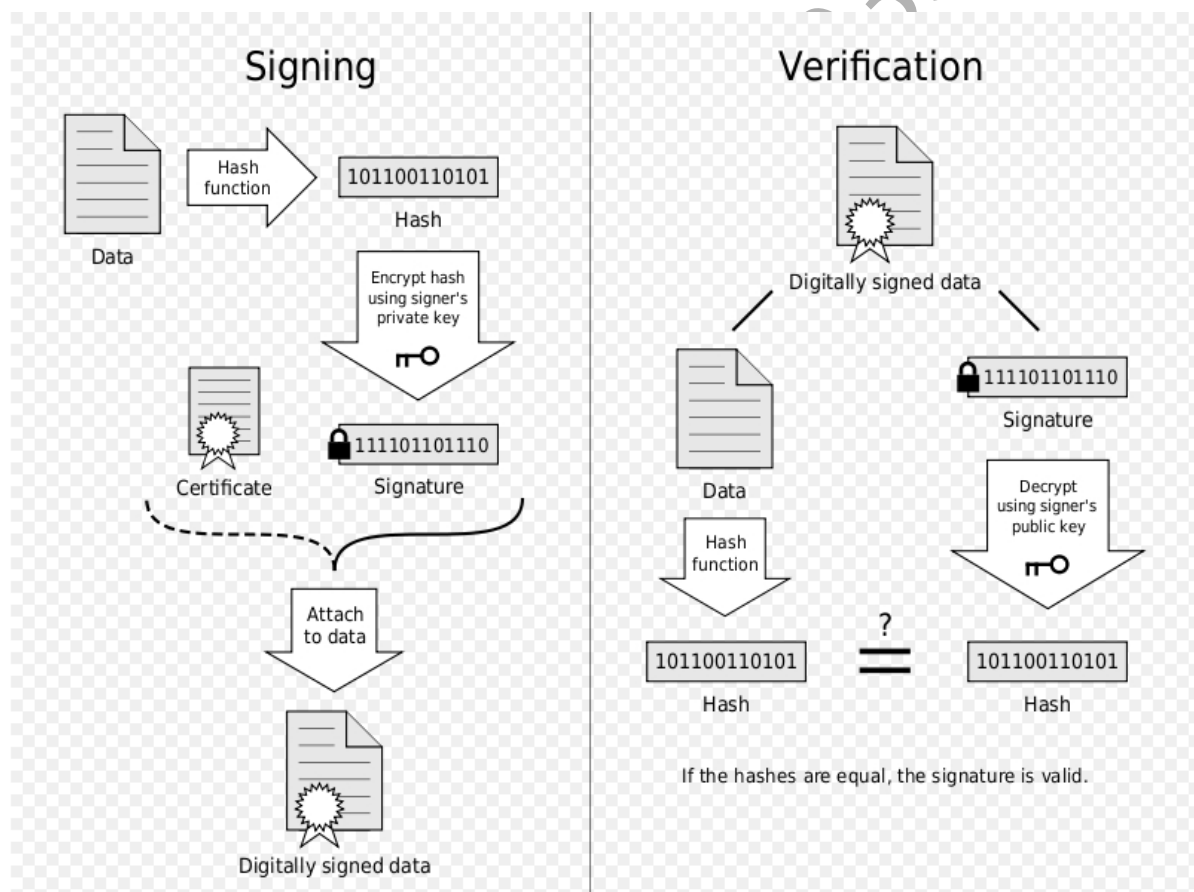 Signing
Hash
function
101100110101
Hash
Data
Encrypt hash
using signer's
private key
111101101110
Certificate
Signature
Attach
to data
Digitally signed data
Verification
Digitally signed data
111101101110
Signature
Data
Decrypt
using signer's
public key
Hash
function
?
101100110101
101100110101
Hash
Hash
If the hashes are equal, the signature is valid.